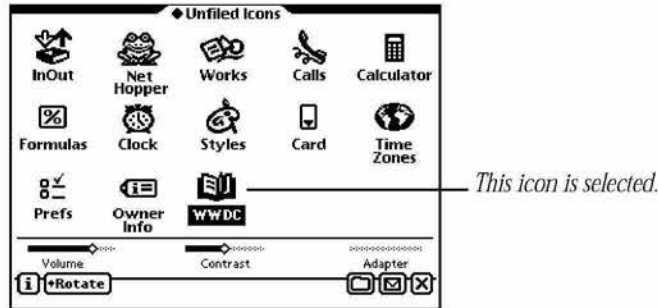 ◆Unfiled Icons
InOut
Net Hopper
Works
Calls
Calculator
Formulas
Clock
Styles
Card
Time Zones
Prefs
Owner Info
WWDC
This icon is selected.
Volume
Contrast
Adapter
i
◆Rotate
X